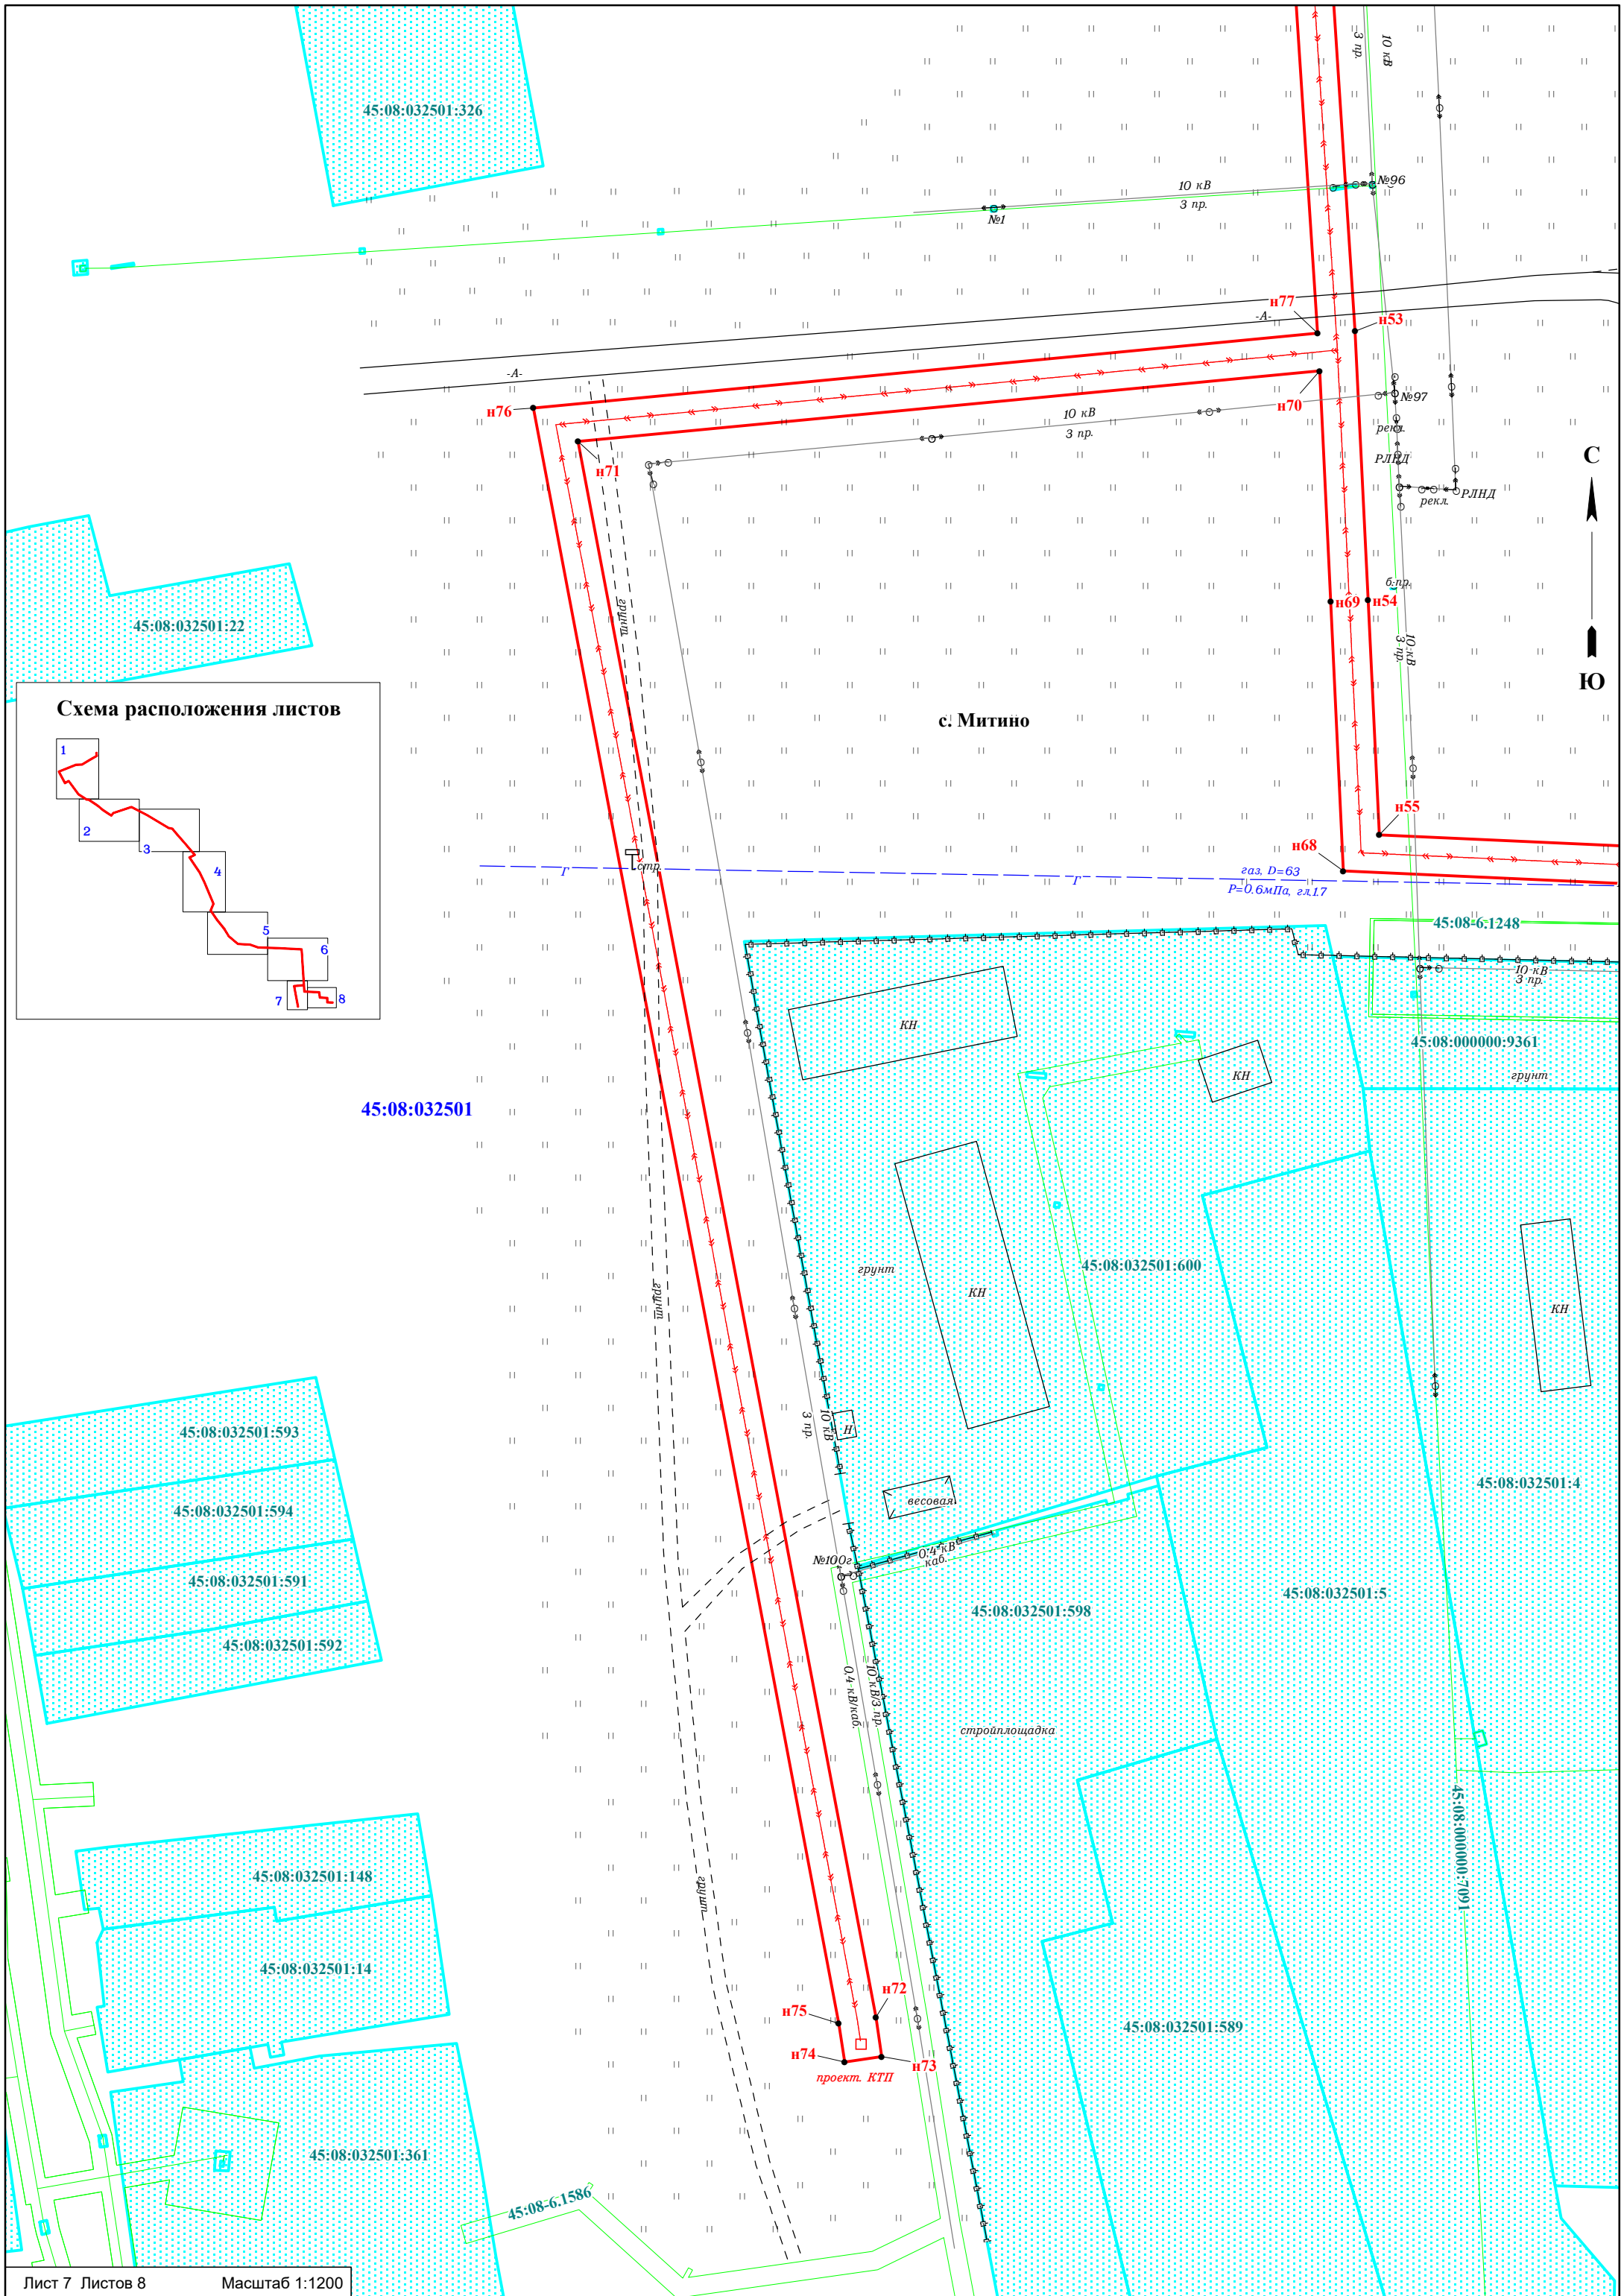 3 пр.
10 кВ
45:08:032501:326
10 кВ
3 пр.
№96
№1
н77
-А-
н53
-А-
н76
10 кВ
3 пр.
н70
№97
рекл.
н71
РЛНД
рекл.
РЛНД
С
б.пр.
н69
н54
грунт
45:08:032501:22
10 кВ
3 пр.
Ю
Схема расположения листов
с. Митино
1
2
3
4
5
6
7
8
н55
н68
стр.
Г
Г
газ, D=63
Р=0.6мПа, гл.1.7
45:08-6.1248
10 кВ
3 пр.
КН
45:08:000000:9361
КН
грунт
45:08:032501
45:08:032501:600
грунт
КН
грунт
КН
45:08:032501:593
3 пр.
10 кВ
Н
45:08:032501:4
весовая
45:08:032501:594
0,4 кВ
каб.
№100г
45:08:032501:591
45:08:032501:5
45:08:032501:598
45:08:032501:592
0,4 кВ/каб.
10 кВ/3 пр.
стройплощадка
45:08:000000:7091
45:08:032501:148
грунт
45:08:032501:14
н72
н75
45:08:032501:589
н74
н73
проект. КТП
45:08:032501:361
45:08-6.1586
Лист 7 Листов 8 Масштаб 1:1200